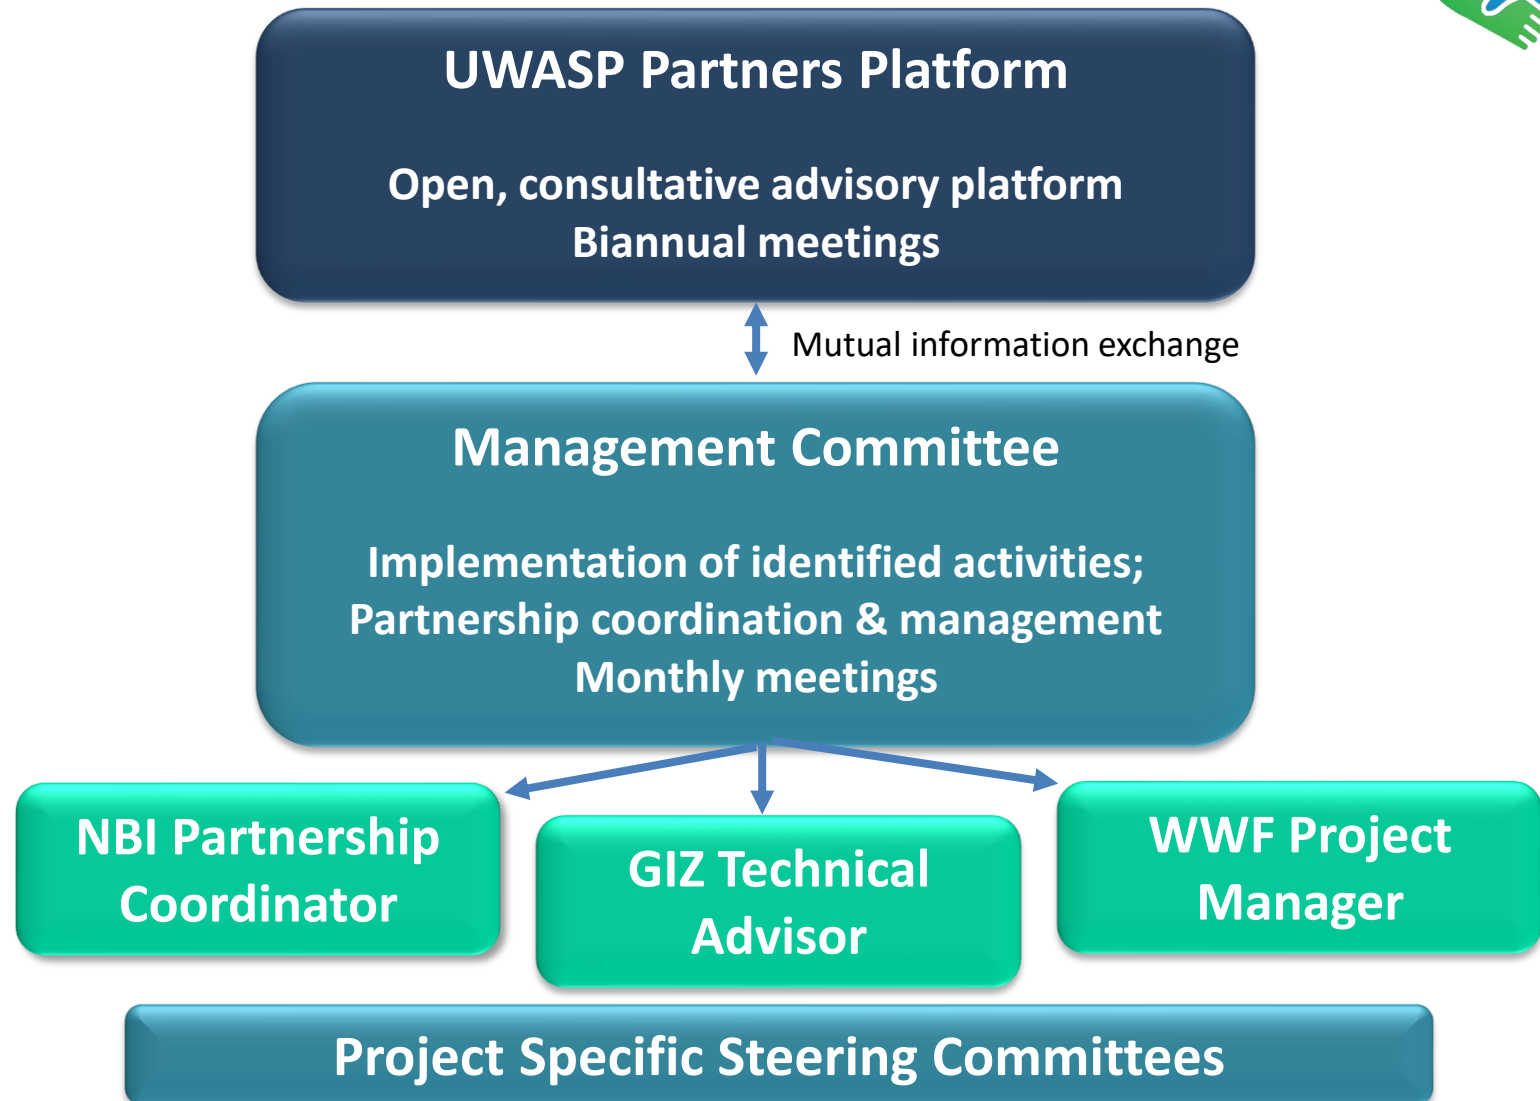 UWASP Partners Platform
Open, consultative advisory platform
Biannual meetings
Mutual information exchange
Management Committee
Implementation of identified activities;
Partnership coordination & management
Monthly meetings
NBI Partnership
Coordinator
GIZ Technical
Advisor
WWF Project
Manager
Project Specific Steering Committees